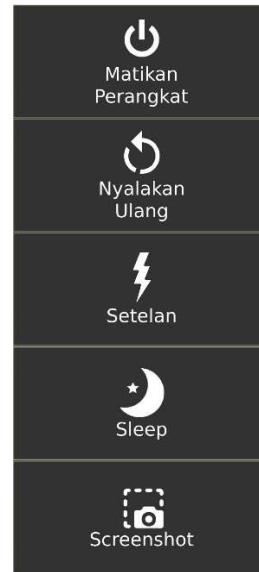 Matikan
Perangkat
Nyalakan
Ulang
Setelan
Sleep
Screenshot